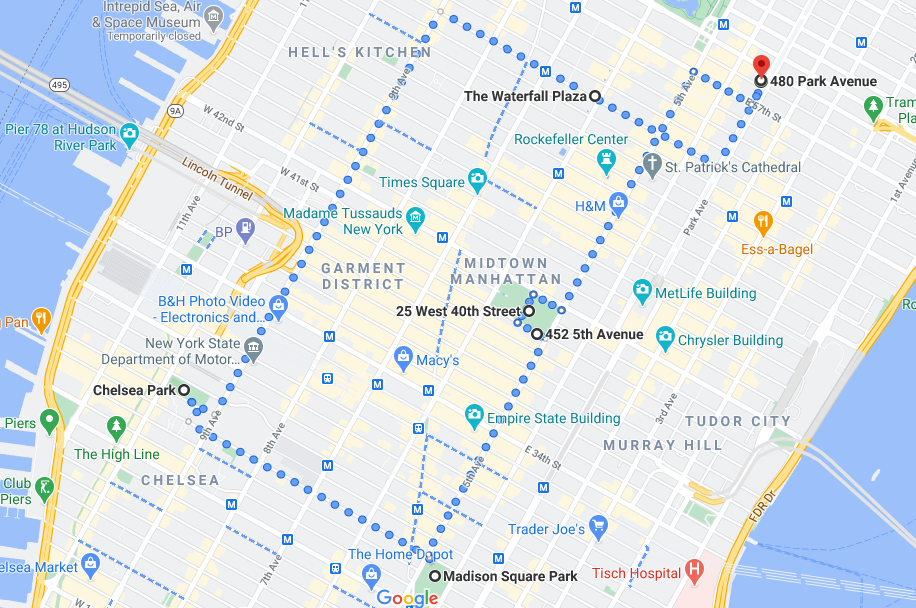 Intrepid Sea, Air
& Space Museum
Temporarily closed
HELL'S KITCHEN
9th Ave
480 Park Avenue
The Waterfall Plaza
5th Ave
E 57th St
495
9A
W 42nd St
Pier 78 at Hudson
River Park
Rockefeller Center
Tram
Pla
1st Ave
Lincoln Tunnel
W 41st St
St. Patrick's Cathedral
Times Square
H&M
11th Ave
Madame Tussauds
New York
Park Ave
BP
Ess-a-Bagel
MIDTOWN
MANHATTAN
GARMENT
DISTRICT
MetLife Building
B&H Photo Video
- Electronics and...
25 West 40th Street
Pan
452 5th Avenue
Chrysler Building
New York State
Department of Motor...
Macy's
Chelsea Park
Piers
9th Ave
Empire State Building
3rd Ave
TUDOR CITY
8th Ave
MURRAY HILL
The High Line
E 34th St
CHELSEA
5th Ave
Club
Piers
FDR Dr
Trader Joe's
The Home Depot
elsea Market
7th Ave
Madison Square Park
Tisch Hospital
W 1
Google